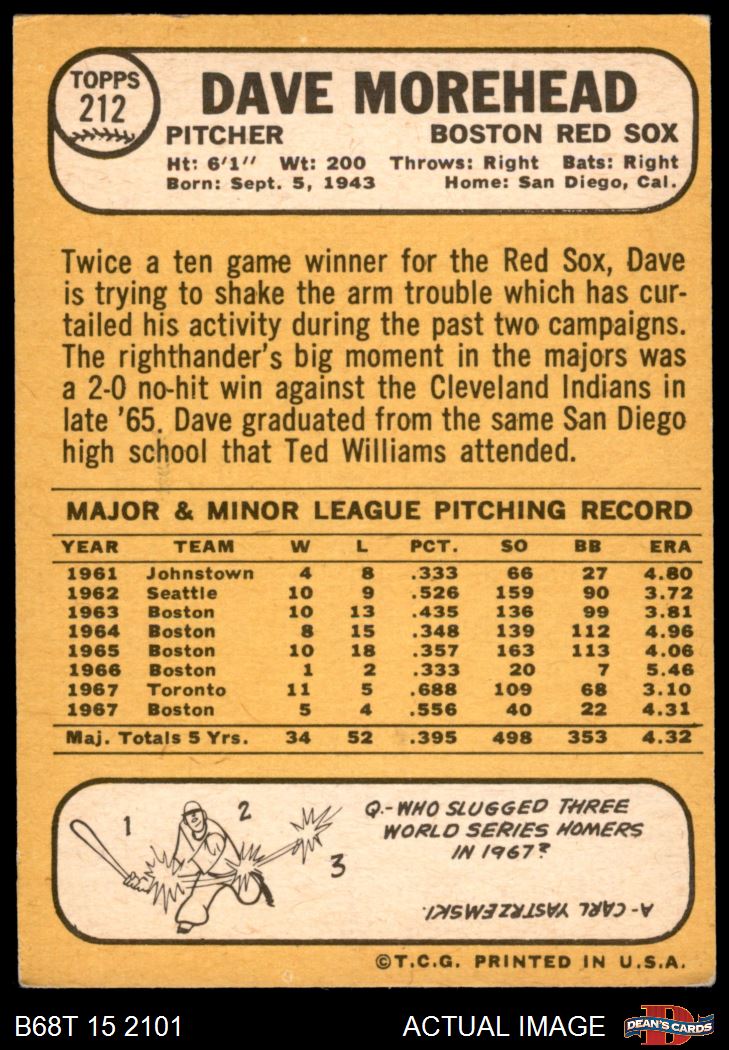 TOPPS
212
DAVE MOREHEAD
PITCHER BOSTON RED SOX
Ht: 6'1" Wt: 200 Throws: Right Bats: Right
Born: Sept. 5, 1943 Home: San Diego, Cal.
Twice a ten game winner for the Red Sox, Dave
is trying to shake the arm trouble which has cur-
tailed his activity during the past two campaigns.
The righthander's big moment in the majors was
a 2-0 no-hit win against the Cleveland Indians in
late '65. Dave graduated from the same San Diego
high school that Ted Williams attended.
MAJOR & MINOR LEAGUE PITCHING RECORD
YEAR TEAM W L PCT. SO BB ERA
1961 Johnstown 4 8 .333 66 27 4.80
1962 Seattle 10 9 .526 159 90 3.72
1963 Boston 10 13 .435 136 99 3.81
1964 Boston 8 15 .348 139 112 4.96
1965 Boston 10 18 .357 163 113 4.06
1966 Boston 1 2 .333 20 7 5.46
1967 Toronto 11 5 .688 109 68 3.10
1967 Boston 5 4 .556 40 22 4.31
Maj. Totals 5 Yrs. 34 52 .395 498 353 4.32
1 2 3
Q.-WHO SLUGGED THREE
WORLD SERIES HOMERS
IN 1967?
A-CARL YASTRZEMSKI.
©T.C.G. PRINTED IN U.S.A.
B68T 15 2101 ACTUAL IMAGE
D
DEAN'S CARDS